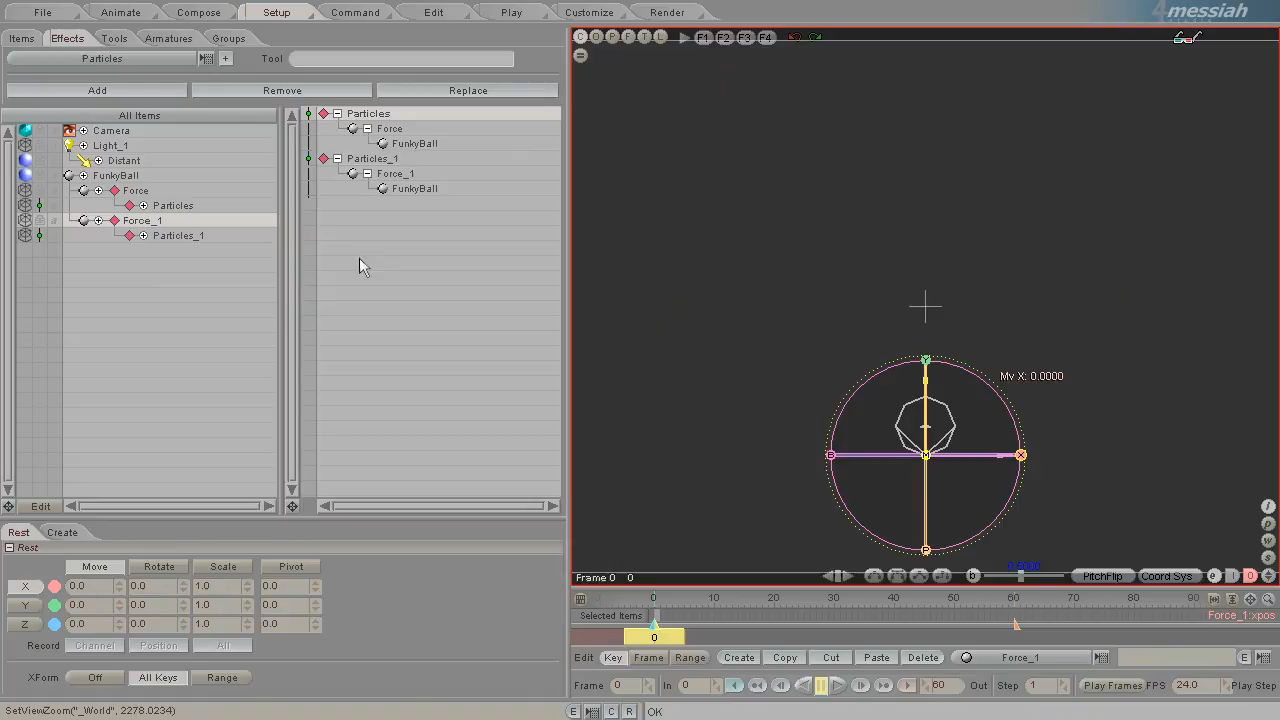 File Animate Compose Setup Command Edit Play Customize Render 4messiah
Items Effects Tools Armatures Groups C O P F T L F1 F2 F3 F4
Particles + Tool
Add Remove Replace
All Items
Camera
Light_1
Distant
FunkyBall
Force
Particles
Force_1
Particles_1
Edit
Particles
Force
FunkyBall
Particles_1
Force_1
FunkyBall
Y
Mv X: 0.0000
X
P
Rest Create
Rest
Move Rotate Scale Pivot
X 0.0 0.0 1.0 0.0
Y 0.0 0.0 1.0 0.0
Z 0.0 0.0 1.0 0.0
Record Channel Position All
XForm Off All Keys Range
SetViewZoom("_World", 2278.0234)
Frame 0 0 b PitchFlip Coord Sys e
0 10 20 30 40 50 60 70 80 90
Selected Items Force_1:xpos
0
Edit Key Frame Range Create Copy Cut Paste Delete Force_1 E
Frame 0 In 0 60 Out Step 1 Play Frames FPS 24.0 Play Step
E C R OK